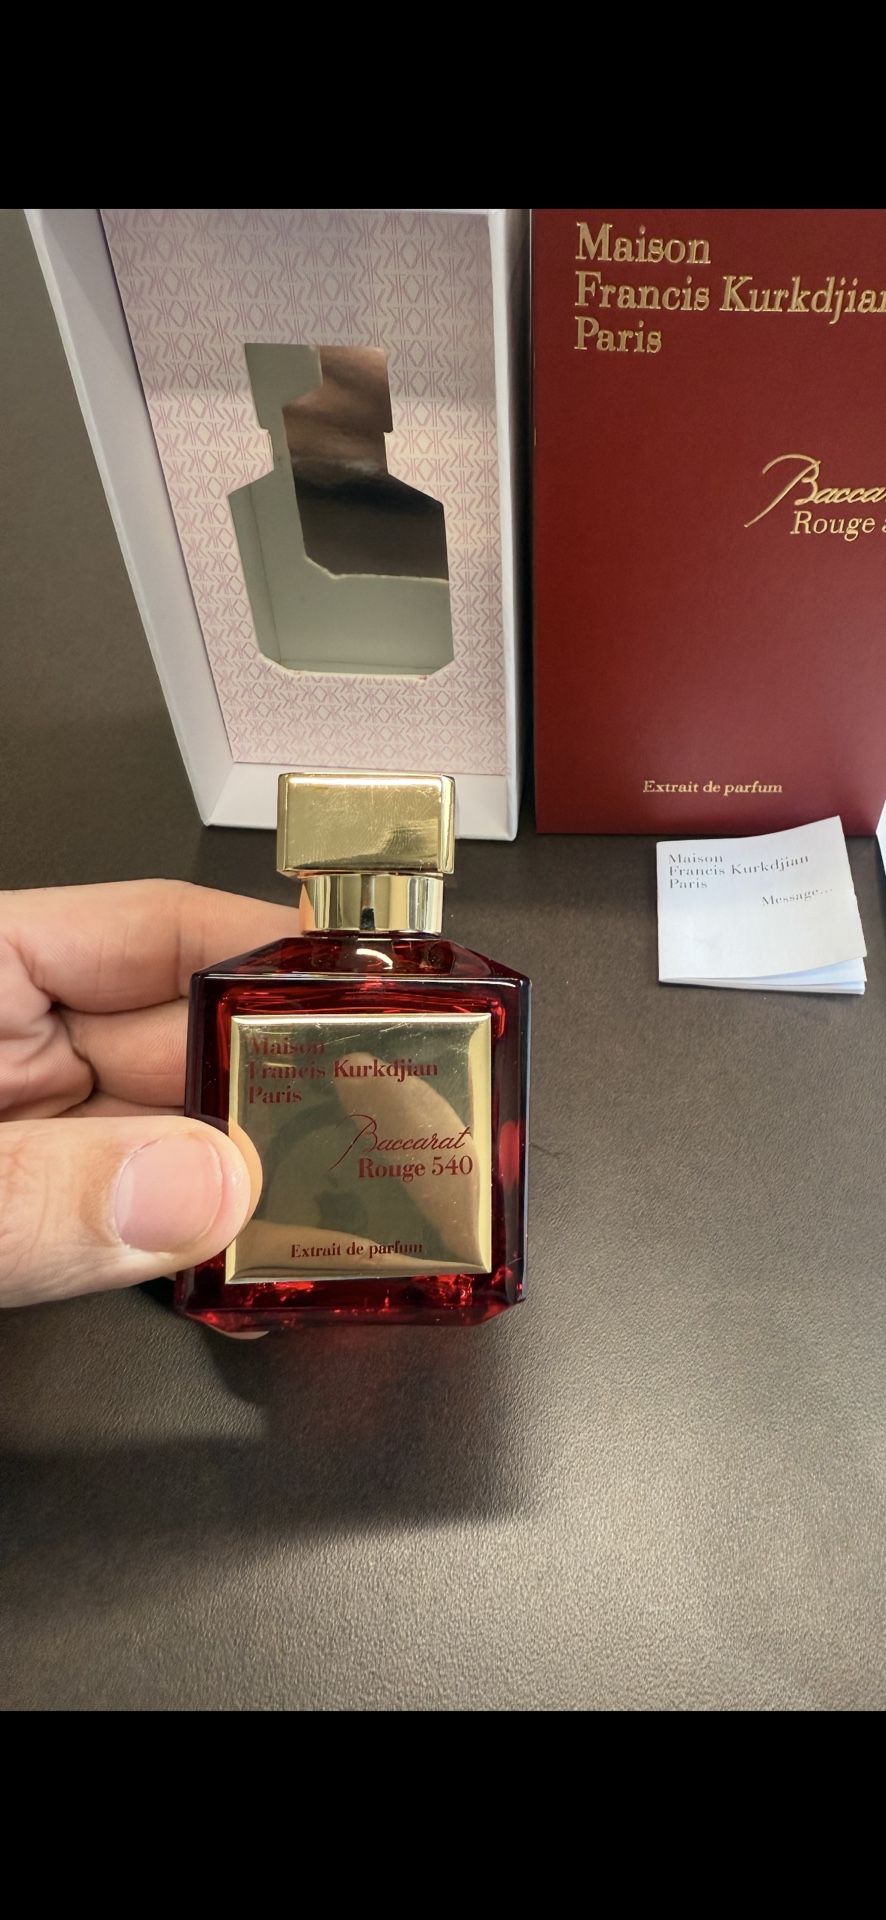 Maison
Francis Kurkdjian
Paris
Rouge
Extrait de parfum
Maison
Francis Kurkdjian
Paris
Message...
Maison
Francis Kurkdjian
Paris
Baccarat
Rouge 540
Extrait de parfum